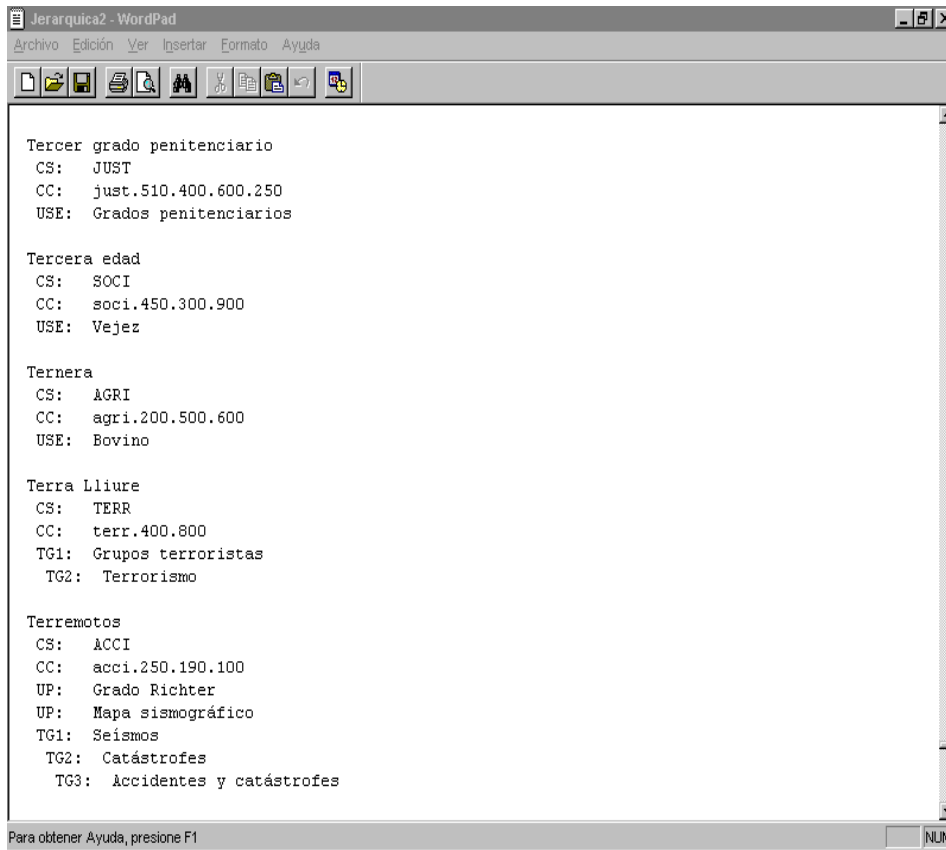 Jerarquica2 - WordPad
Archivo Edición Ver Insertar Formato Ayuda
Tercer grado penitenciario
CS: JUST
CC: just.510.400.600.250
USE: Grados penitenciarios
Tercera edad
CS: SOCI
CC: soci.450.300.900
USE: Vejez
Ternera
CS: AGRI
CC: agri.200.500.600
USE: Bovino
Terra Lliure
CS: TERR
CC: terr.400.800
TG1: Grupos terroristas
TG2: Terrorismo
Terremotos
CS: ACCI
CC: acci.250.190.100
UP: Grado Richter
UP: Mapa sismográfico
TG1: Seísmos
TG2: Catástrofes
TG3: Accidentes y catástrofes
Para obtener Ayuda, presione F1
NUM